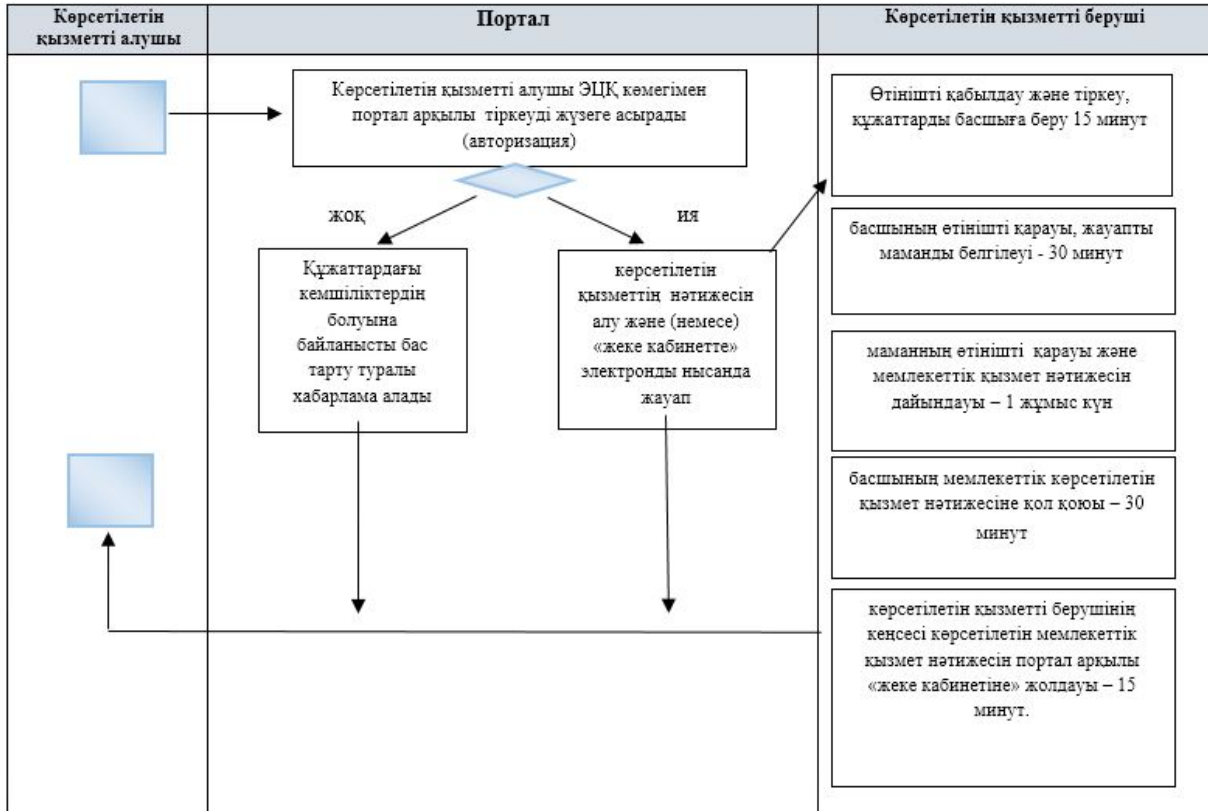 Көрсетілетін
қызметті алушы
Портал
Көрсетілетін қызметті беруші
Көрсетілетін қызметті алушы ЭЦҚ көмегімен
портал арқылы тіркеуді жүзеге асырады
(авторизация)
жоқ
ия
Құжаттардағы
кемшіліктердің
болуына
байланысты бас
тарту туралы
хабарлама алады
көрсетілетін
қызметтің нәтижесін
алу және (немесе)
«жеке кабинетте»
электронды нысанда
жауап
Өтінішті қабылдау және тіркеу,
құжаттарды басшыға беру 15 минут
басшының өтінішті қарауы, жауапты
маманды белгілеуі - 30 минут
маманның өтінішті қарауы және
мемлекеттік қызмет нәтижесін
дайындауы – 1 жұмыс күн
басшының мемлекеттік көрсетілетін
қызмет нәтижесіне қол қоюы – 30
минут
көрсетілетін қызметті берушінің
кеңсесі көрсетілетін мемлекеттік
қызмет нәтижесін портал арқылы
«жеке кабинетіне» жолдауы – 15
минут.